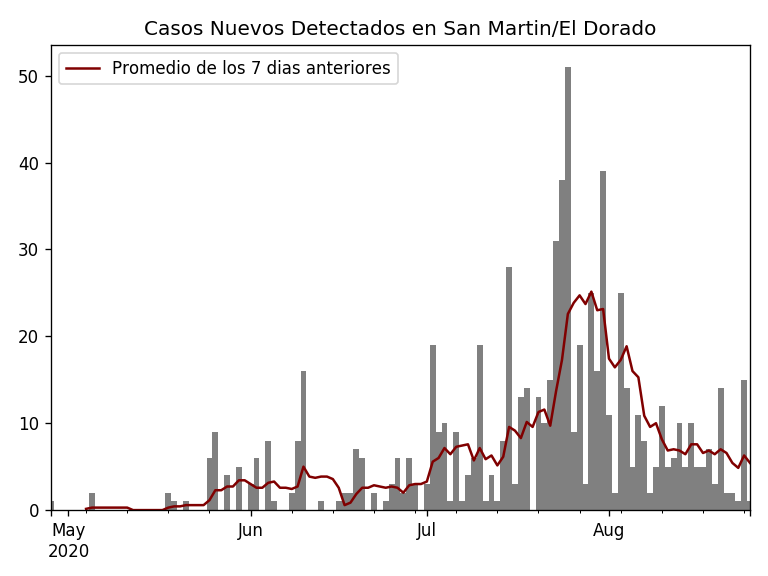 Casos Nuevos Detectados en San Martin/El Dorado
Promedio de los 7 dias anteriores
50
40
30
20
10
0
May Jun Jul Aug
2020